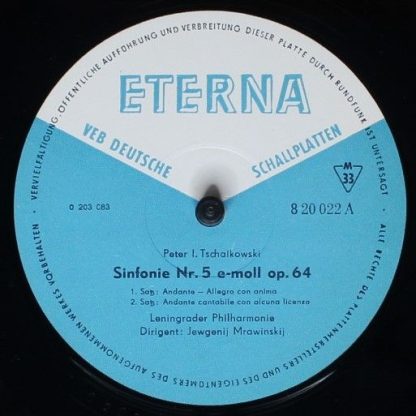 VERVIELFÄLTIGUNG · ÖFFENTLICHE AUFFÜHRUNG UND VERBREITUNG DIESER PLATTE DURCH RUNDFUNK IST UNTERSAGT ·
ETERNA
VEB DEUTSCHE SCHALLPLATTEN
M
33
0 203 083
8 20 022 A
Peter I. Tschaikowski
Sinfonie Nr. 5 e-moll op. 64
1. Satz: Andante – Allegro con anima
2. Satz: Andante cantabile con alcuna licenza
Leningrader Philharmonie
Dirigent: Jewgenij Mrawinskij
ALLE RECHTE DES PLATTENHERSTELLERS UND DES EIGENTÜMERS DES AUFGENOMMENEN WERKES VORBEHALTEN ·